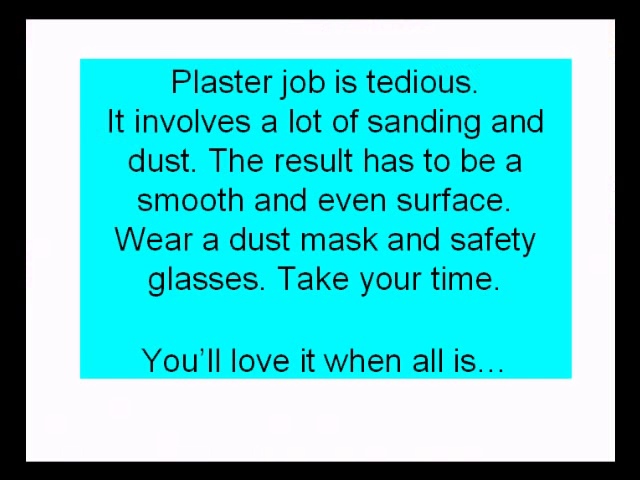 Plaster job is tedious.
It involves a lot of sanding and
dust. The result has to be a
smooth and even surface.
Wear a dust mask and safety
glasses. Take your time.
You’ll love it when all is…